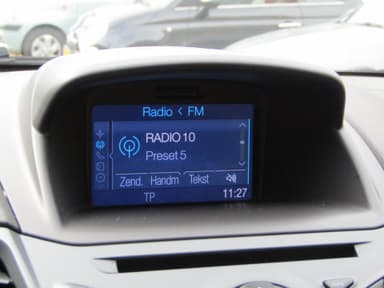 Radio < FM
RADIO 10
Preset 5
Zend. Handm Tekst
TP 11:27